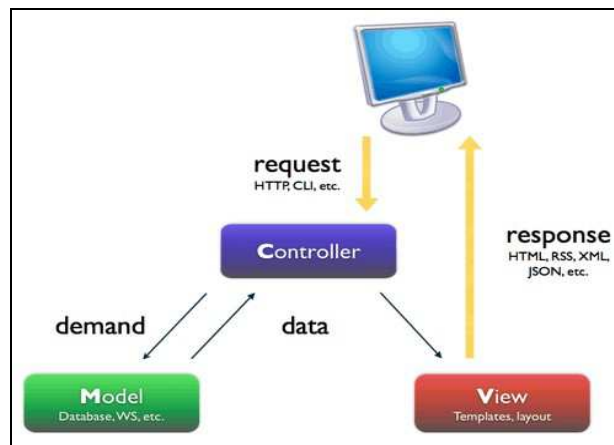 request
HTTP, CLI, etc.
Controller
response
HTML, RSS, XML,
JSON, etc.
demand
data
Model
Database, WS, etc.
View
Templates, layout